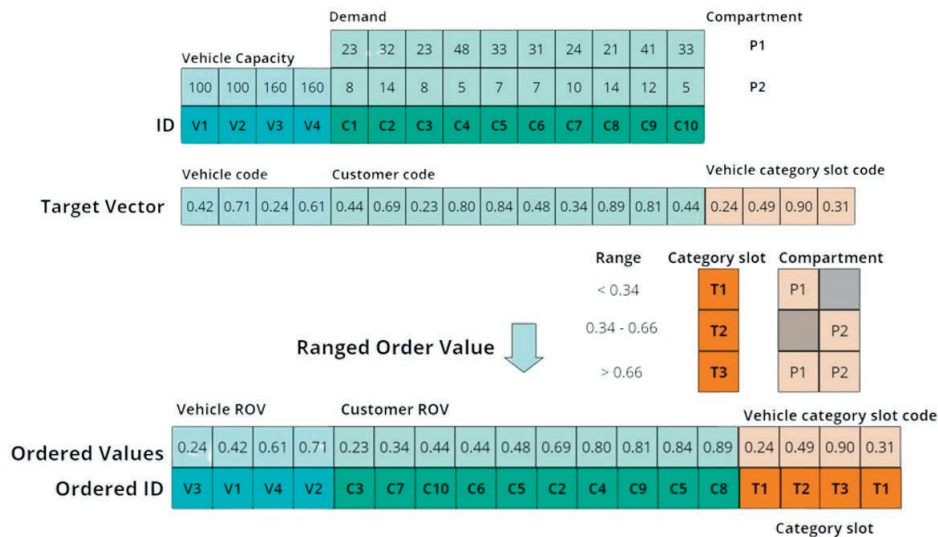 Demand
Compartment
23 32 23 48 33 31 24 21 41 33 P1
Vehicle Capacity
100 100 160 160 8 14 8 5 7 7 10 14 12 5 P2
ID V1 V2 V3 V4 C1 C2 C3 C4 C5 C6 C7 C8 C9 C10
Vehicle code Customer code Vehicle category slot code
Target Vector 0.42 0.71 0.24 0.61 0.44 0.69 0.23 0.80 0.84 0.48 0.34 0.89 0.81 0.44 0.24 0.49 0.90 0.31
Range Category slot Compartment
< 0.34 T1 P1
0.34 - 0.66 T2 P2
Ranged Order Value
> 0.66 T3 P1 P2
Vehicle ROV Customer ROV Vehicle category slot code
Ordered Values 0.24 0.42 0.61 0.71 0.23 0.34 0.44 0.44 0.48 0.69 0.80 0.81 0.84 0.89 0.24 0.49 0.90 0.31
Ordered ID V3 V1 V4 V2 C3 C7 C10 C6 C5 C2 C4 C9 C5 C8 T1 T2 T3 T1
Category slot